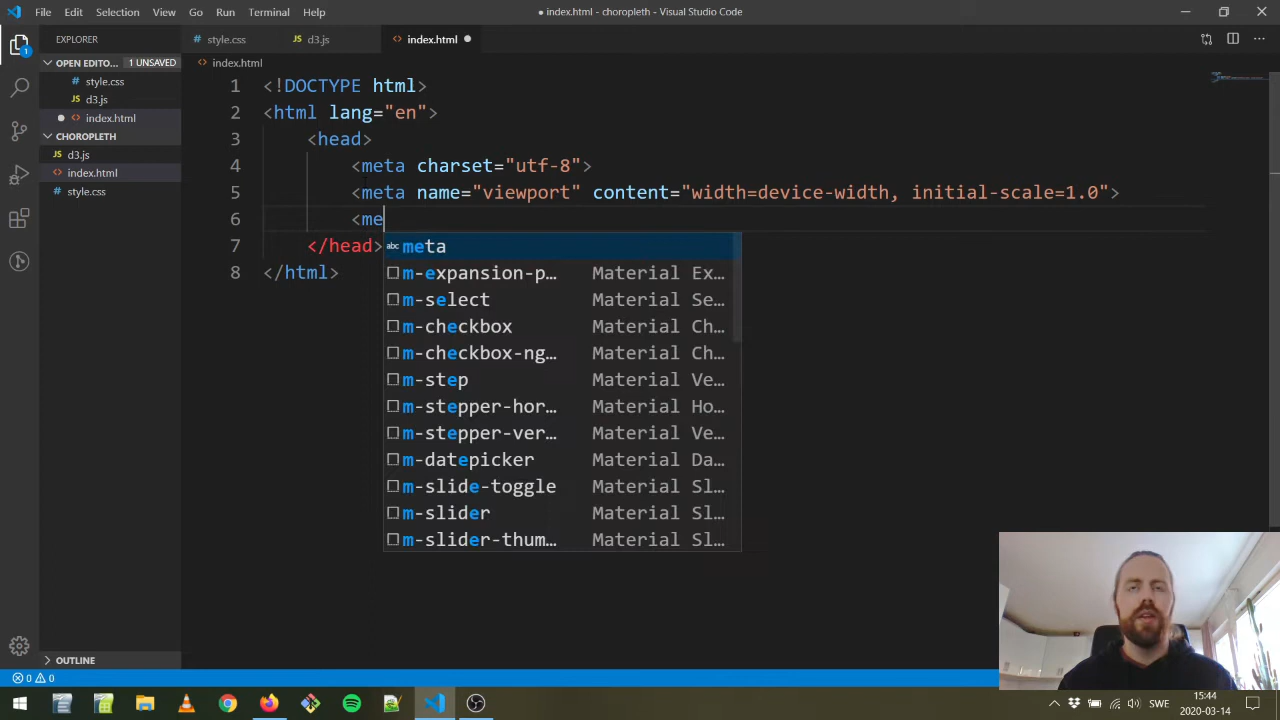 File Edit Selection View Go Run Terminal Help
● index.html - choropleth - Visual Studio Code
EXPLORER
OPEN EDITO... 1 UNSAVED
style.css
d3.js
index.html
CHOROPLETH
d3.js
index.html
style.css
OUTLINE
1
style.css
d3.js
index.html
index.html
1 <!DOCTYPE html>
2 <html lang="en">
3 <head>
4 <meta charset="utf-8">
5 <meta name="viewport" content="width=device-width, initial-scale=1.0">
6 <me
7 </head>
8 </html>
abc meta
m-expansion-p… Material Ex…
m-select Material Se…
m-checkbox Material Ch…
m-checkbox-ng… Material Ch…
m-step Material Ve…
m-stepper-hor… Material Ho…
m-stepper-ver… Material Ve…
m-datepicker Material Da…
m-slide-toggle Material Sl…
m-slider Material Sl…
m-slider-thum… Material Sl…
0 0
SWE
15:44
2020-03-14